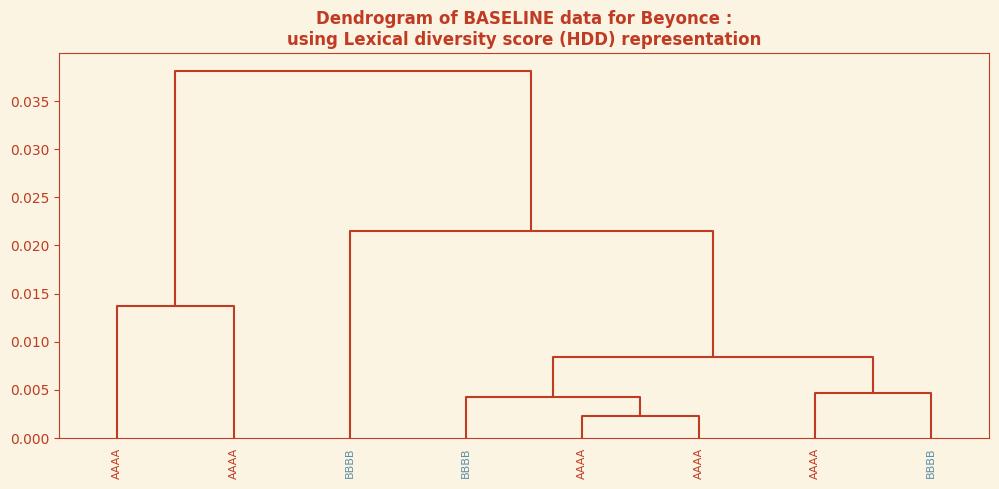 Dendrogram of BASELINE data for Beyonce :
using Lexical diversity score (HDD) representation
0.035
0.030
0.025
0.020
0.015
0.010
0.005
0.000
AAAA
AAAA
BBBB
BBBB
AAAA
AAAA
AAAA
BBBB